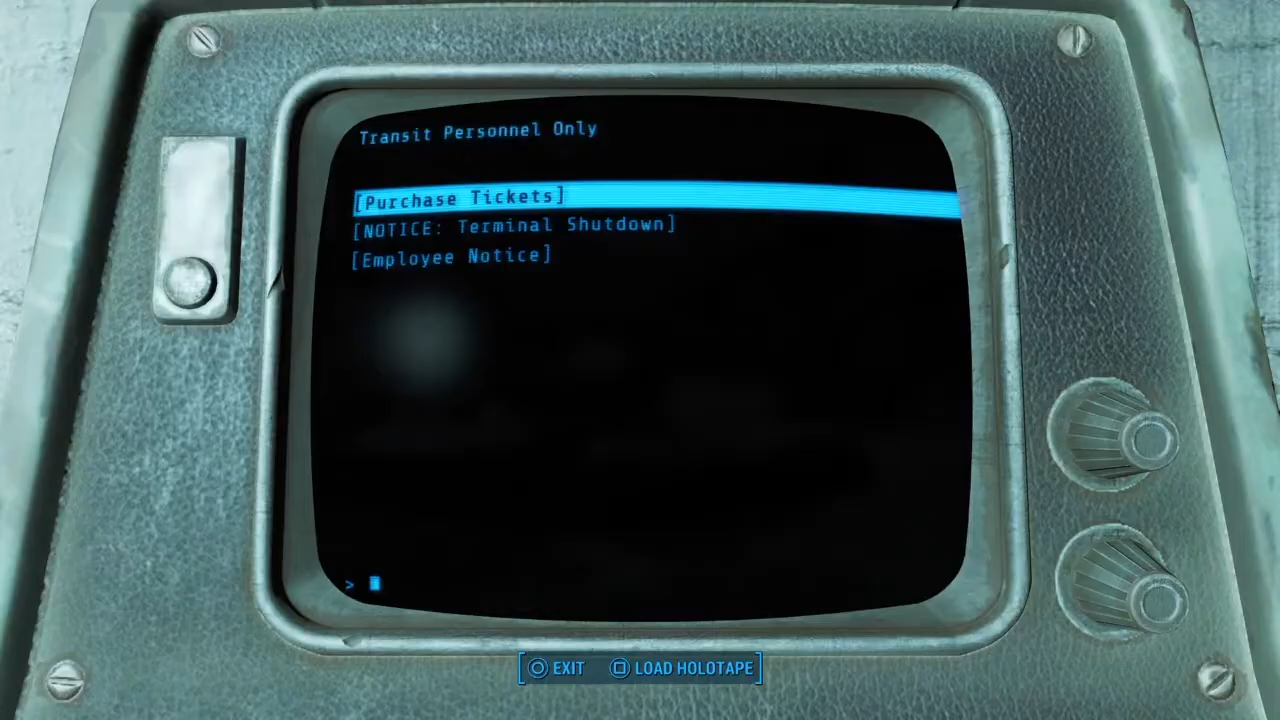 Transit Personnel Only
[Purchase Tickets]
[NOTICE: Terminal Shutdown]
[Employee Notice]
>
EXIT LOAD HOLOTAPE